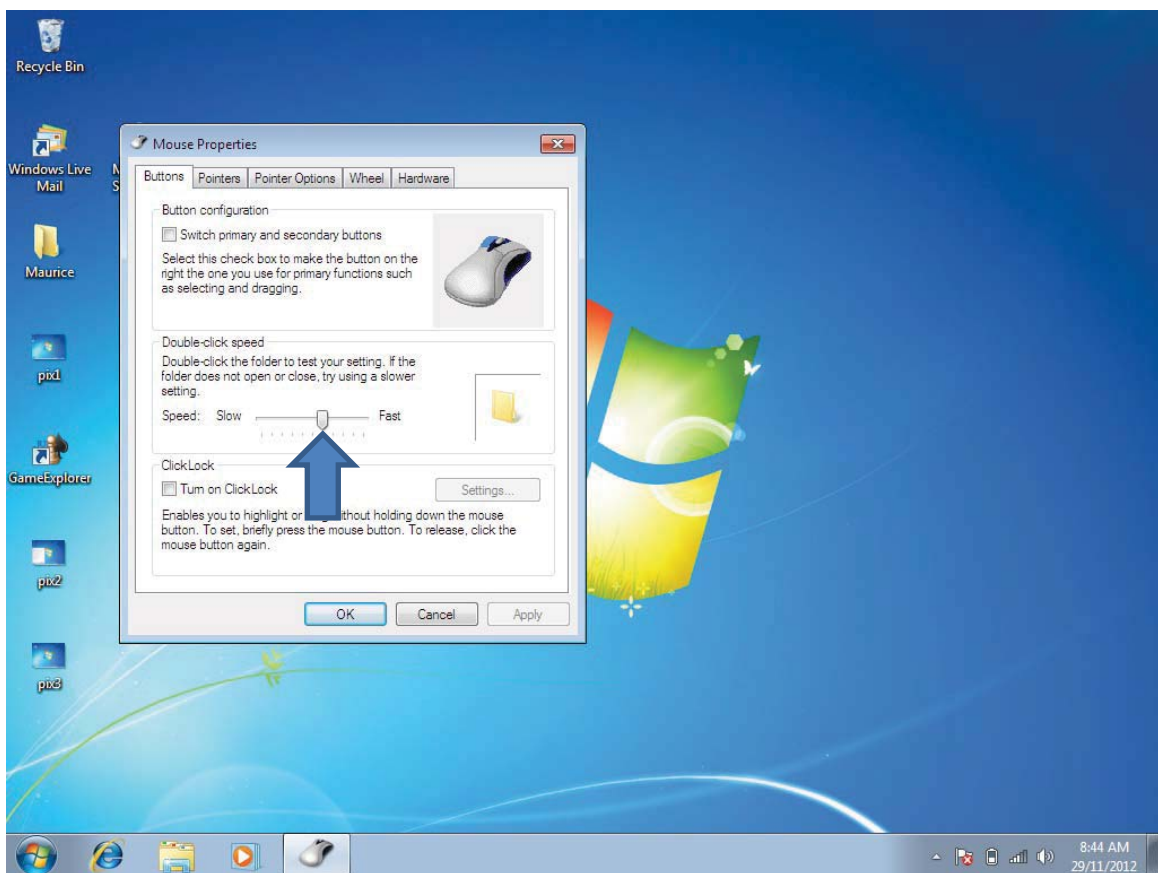 Recycle Bin
Windows Live
Mail
Maurice
pix1
GameExplorer
pix2
pix3
Mouse Properties
Buttons Pointers Pointer Options Wheel Hardware
Button configuration
Switch primary and secondary buttons
Select this check box to make the button on the
right the one you use for primary functions such
as selecting and dragging.
Double-click speed
Double-click the folder to test your setting. If the
folder does not open or close, try using a slower
setting.
Speed: Slow Fast
ClickLock
Turn on ClickLock Settings...
Enables you to highlight or holding down the mouse
button. To set, briefly press the mouse button. To release, click the
mouse button again.
OK Cancel Apply
8:44 AM
29/11/2012